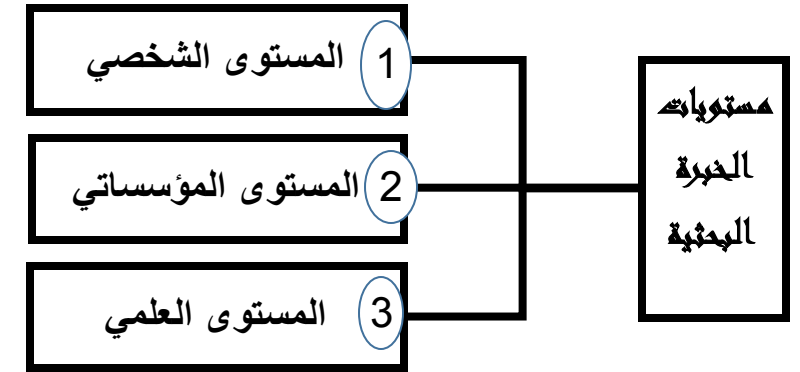 مستويات
الخبرة
البحثية
1 المستوى الشخصي
2 المستوى المؤسساتي
3 المستوى العلمي